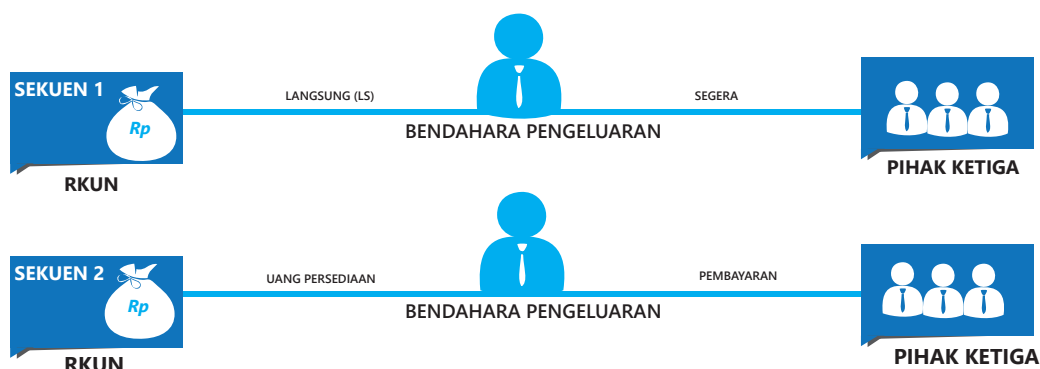 SEKUEN 1
Rp
LANGSUNG (LS)
SEGERA
BENDAHARA PENGELUARAN
RKUN
PIHAK KETIGA
SEKUEN 2
Rp
UANG PERSEDIAAN
PEMBAYARAN
BENDAHARA PENGELUARAN
RKUN
PIHAK KETIGA